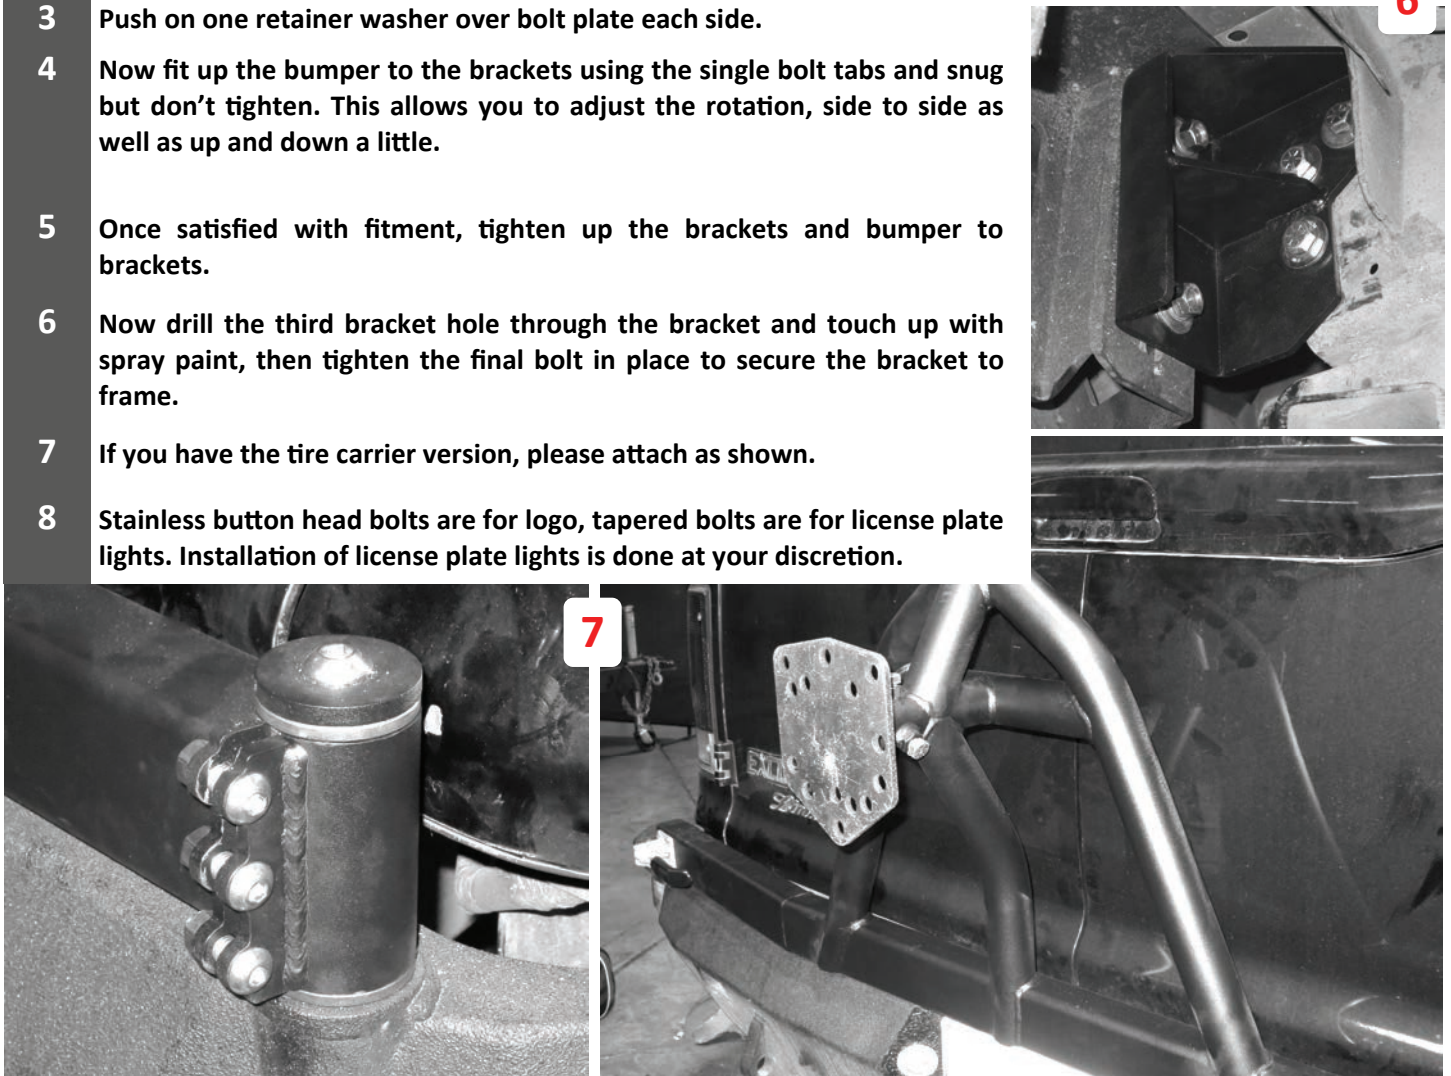 3 Push on one retainer washer over bolt plate each side.
4 Now fit up the bumper to the brackets using the single bolt tabs and snug
but don’t tighten. This allows you to adjust the rotation, side to side as
well as up and down a little.
5 Once satisfied with fitment, tighten up the brackets and bumper to
brackets.
6 Now drill the third bracket hole through the bracket and touch up with
spray paint, then tighten the final bolt in place to secure the bracket to
frame.
7 If you have the tire carrier version, please attach as shown.
8 Stainless button head bolts are for logo, tapered bolts are for license plate
lights. Installation of license plate lights is done at your discretion.
6
7